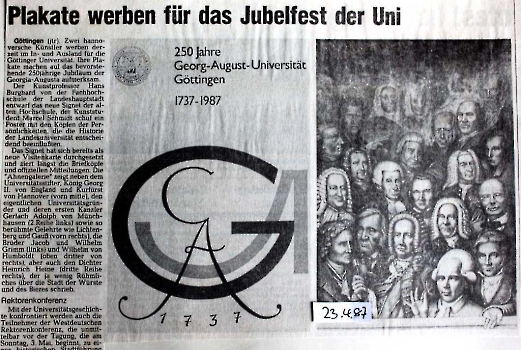 Plakate werben für das Jubelfest der Uni
Göttingen (jtr). Zwei hanno-
versche Künstler werben der-
zeit im In- und Ausland für die
Göttinger Universität. Ihre Pla-
kate machen auf das bevorste-
hende 250jährige Jubiläum der
Georgia-Augusta aufmerksam.
Der Kunstprofessor Hans
Burghard von der Fachhoch-
schule der Landeshauptstadt
entwarf das neue Signet der al-
ten Hochschule, der Kunststu-
dent Marcel Schmidt schul ein
Poster mit den Köpfen der Per-
sönlichkeiten, die die Historie
der Landesuniversität entschei-
dend beeinflußten.
Das Signet hat sich bereits als
neue Visitenkarte durchgesetzt
und ziert längst die Briefköpfe
und offiziellen Mitteilungen. Die
"Ahnengalerie" zeigt neben dem
Universitätsstifter, König Georg
II. von England und Kurfürst
von Hannover (vorn mitte), den
eigentlichen Universitätsgrün-
der und deren ersten Kanzler
Gerlach Adolph von Münch-
hausen (2 Reihe links) sowie so
berühmte Gelehrte wie Lichten-
berg und Gauß (vorn rechts), die
Brüder Jacob und Wilhelm
Grimm (links) und Wilhelm von
Humboldt (oben dritter von
rechts), aber auch den Dichter
Heinrich Heine (dritte Reihe
rechts), der ja wenig Rühmli-
ches über die Stadt der Würste
und des Bieres schrieb.
Rektorenkonferenz
Mit der Universitätsgeschich-
te konfrontiert werden auch die
Teilnehmer der Westdeutschen
Rektorenkonferenz, die unmit-
telbar vor der Tagung, die am
Sonntag, 3. Mai, beginnt, zu ei-
250 Jahre
Georg-August-Universität
Göttingen
1737-1987
G
A
1737
23.4.87